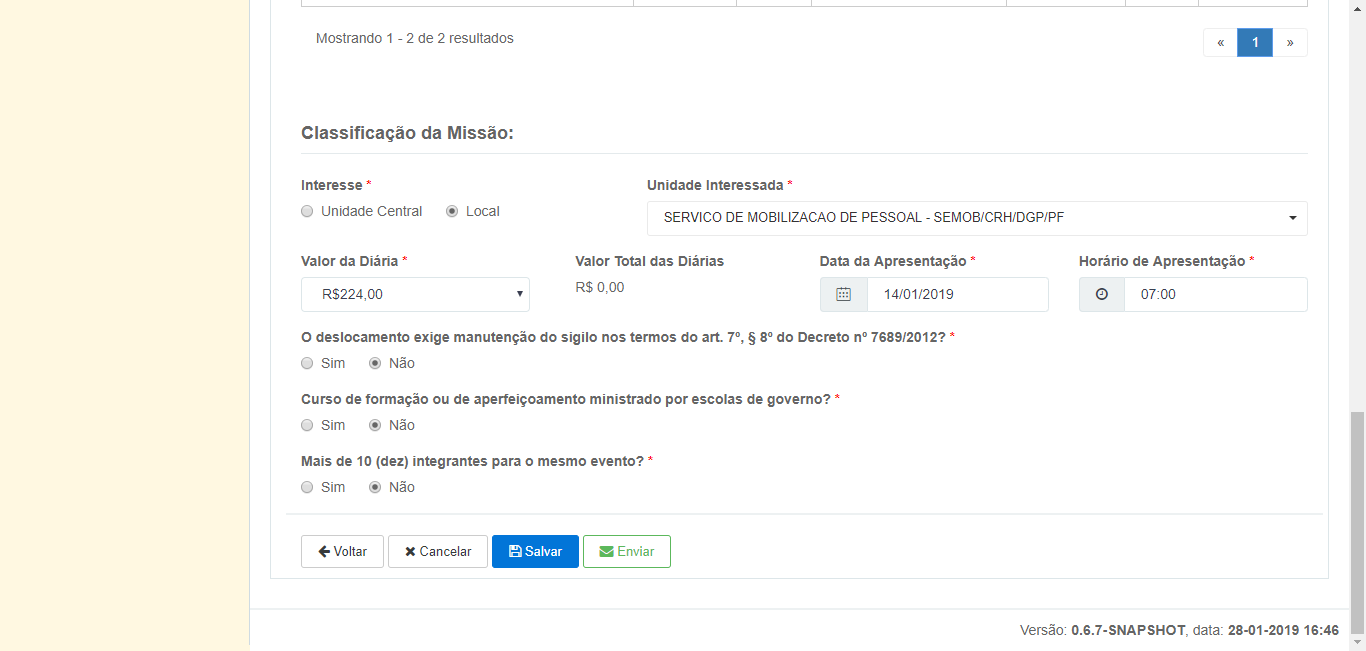 Mostrando 1 - 2 de 2 resultados
« 1 »
Classificação da Missão:
Interesse * Unidade Interessada *
Unidade Central Local SERVICO DE MOBILIZACAO DE PESSOAL - SEMOB/CRH/DGP/PF
Valor da Diária * Valor Total das Diárias Data da Apresentação * Horário de Apresentação *
R$224,00 R$ 0,00 14/01/2019 07:00
O deslocamento exige manutenção do sigilo nos termos do art. 7º, § 8º do Decreto nº 7689/2012? *
Sim Não
Curso de formação ou de aperfeiçoamento ministrado por escolas de governo? *
Sim Não
Mais de 10 (dez) integrantes para o mesmo evento? *
Sim Não
Voltar Cancelar Salvar Enviar
Versão: 0.6.7-SNAPSHOT, data: 28-01-2019 16:46